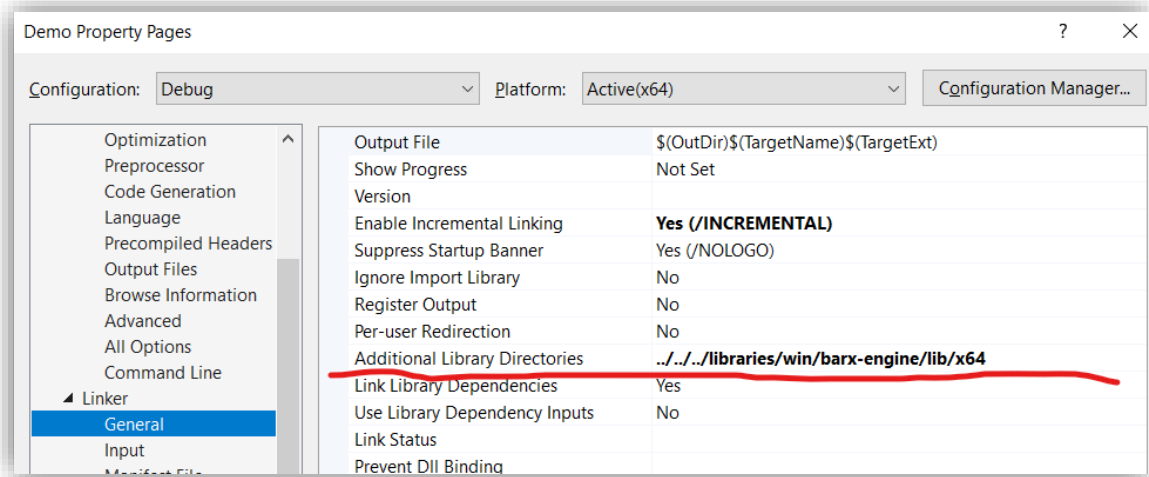 Demo Property Pages
Configuration: Debug Platform: Active(x64) Configuration Manager...
Optimization
Preprocessor
Code Generation
Language
Precompiled Headers
Output Files
Browse Information
Advanced
All Options
Command Line
Linker
General
Input
Manifest File
Output File $(OutDir)$(TargetName)$(TargetExt)
Show Progress Not Set
Version
Enable Incremental Linking Yes (/INCREMENTAL)
Suppress Startup Banner Yes (/NOLOGO)
Ignore Import Library No
Register Output No
Per-user Redirection No
Additional Library Directories ../../../libraries/win/barx-engine/lib/x64
Link Library Dependencies Yes
Use Library Dependency Inputs No
Link Status
Prevent Dll Binding